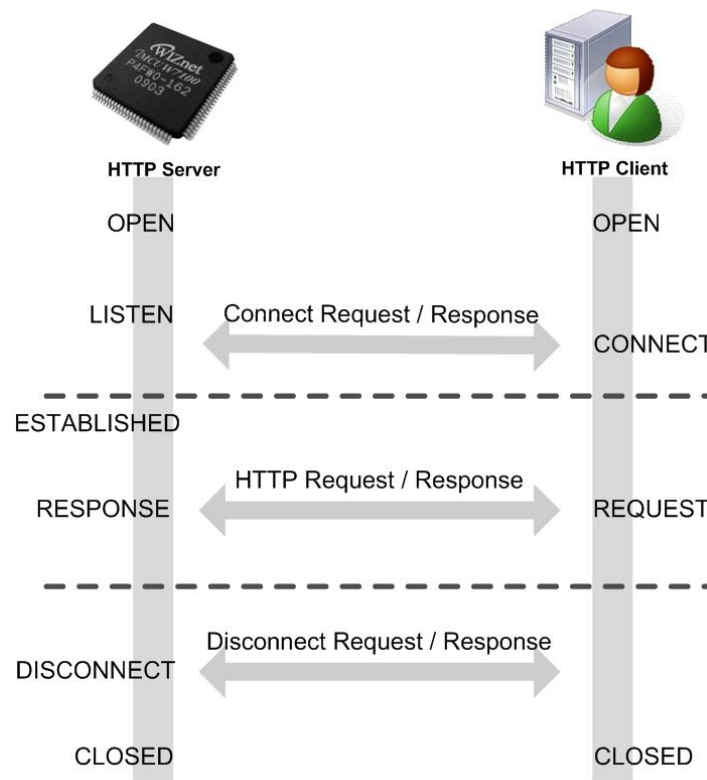 WIZnet
iMCUW7100
P4FW0-162
0903
HTTP Server
HTTP Client
OPEN
OPEN
LISTEN
Connect Request / Response
CONNECT
ESTABLISHED
HTTP Request / Response
RESPONSE
REQUEST
Disconnect Request / Response
DISCONNECT
CLOSED
CLOSED